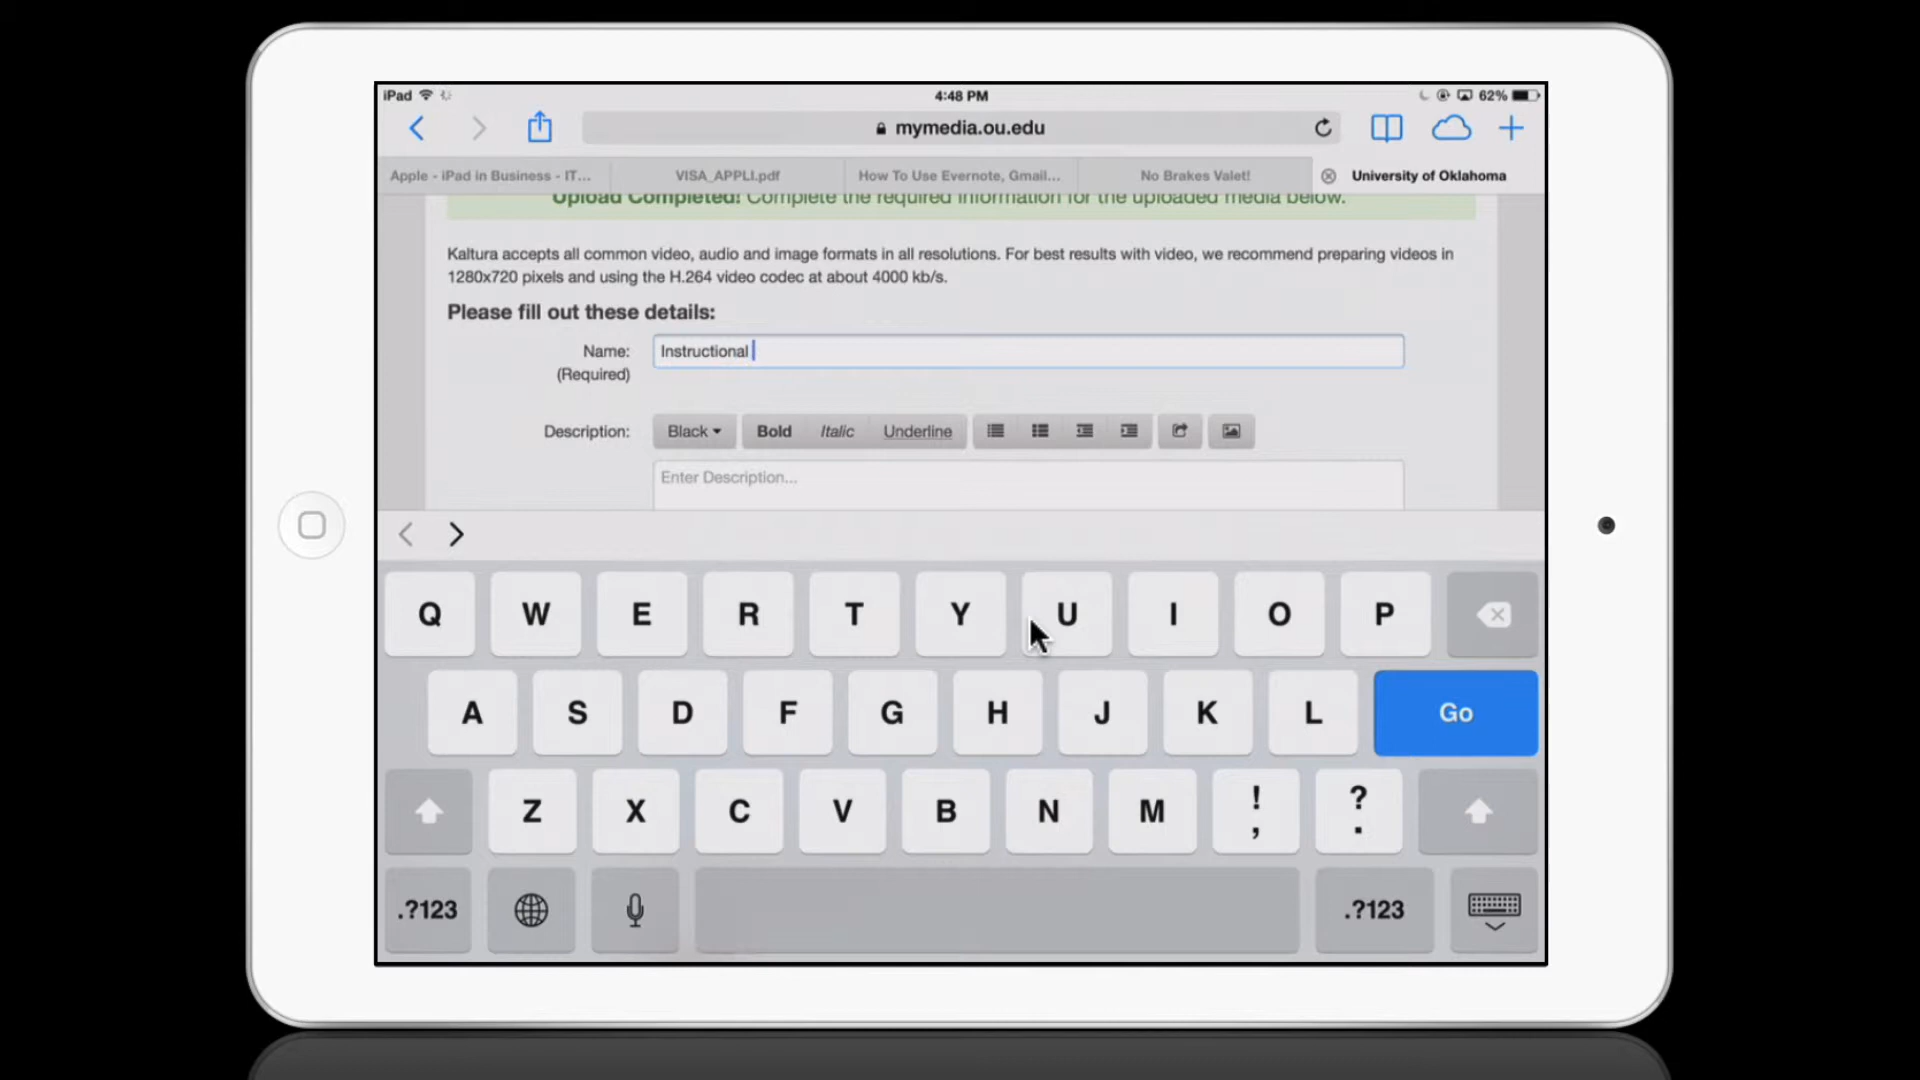 iPad 4:48 PM 62%
mymedia.ou.edu
Apple - iPad in Business - IT... VISA_APPLI.pdf How To Use Evernote, Gmail... No Brakes Valet! University of Oklahoma
Upload Completed! Complete the required information for the uploaded media below.
Kaltura accepts all common video, audio and image formats in all resolutions. For best results with video, we recommend preparing videos in
1280x720 pixels and using the H.264 video codec at about 4000 kb/s.
Please fill out these details:
Name: Instructional
(Required)
Description: Black Bold Italic Underline
Enter Description...
Q W E R T Y U I O P
A S D F G H J K L Go
Z X C V B N M ! , ? .
.?123 .?123